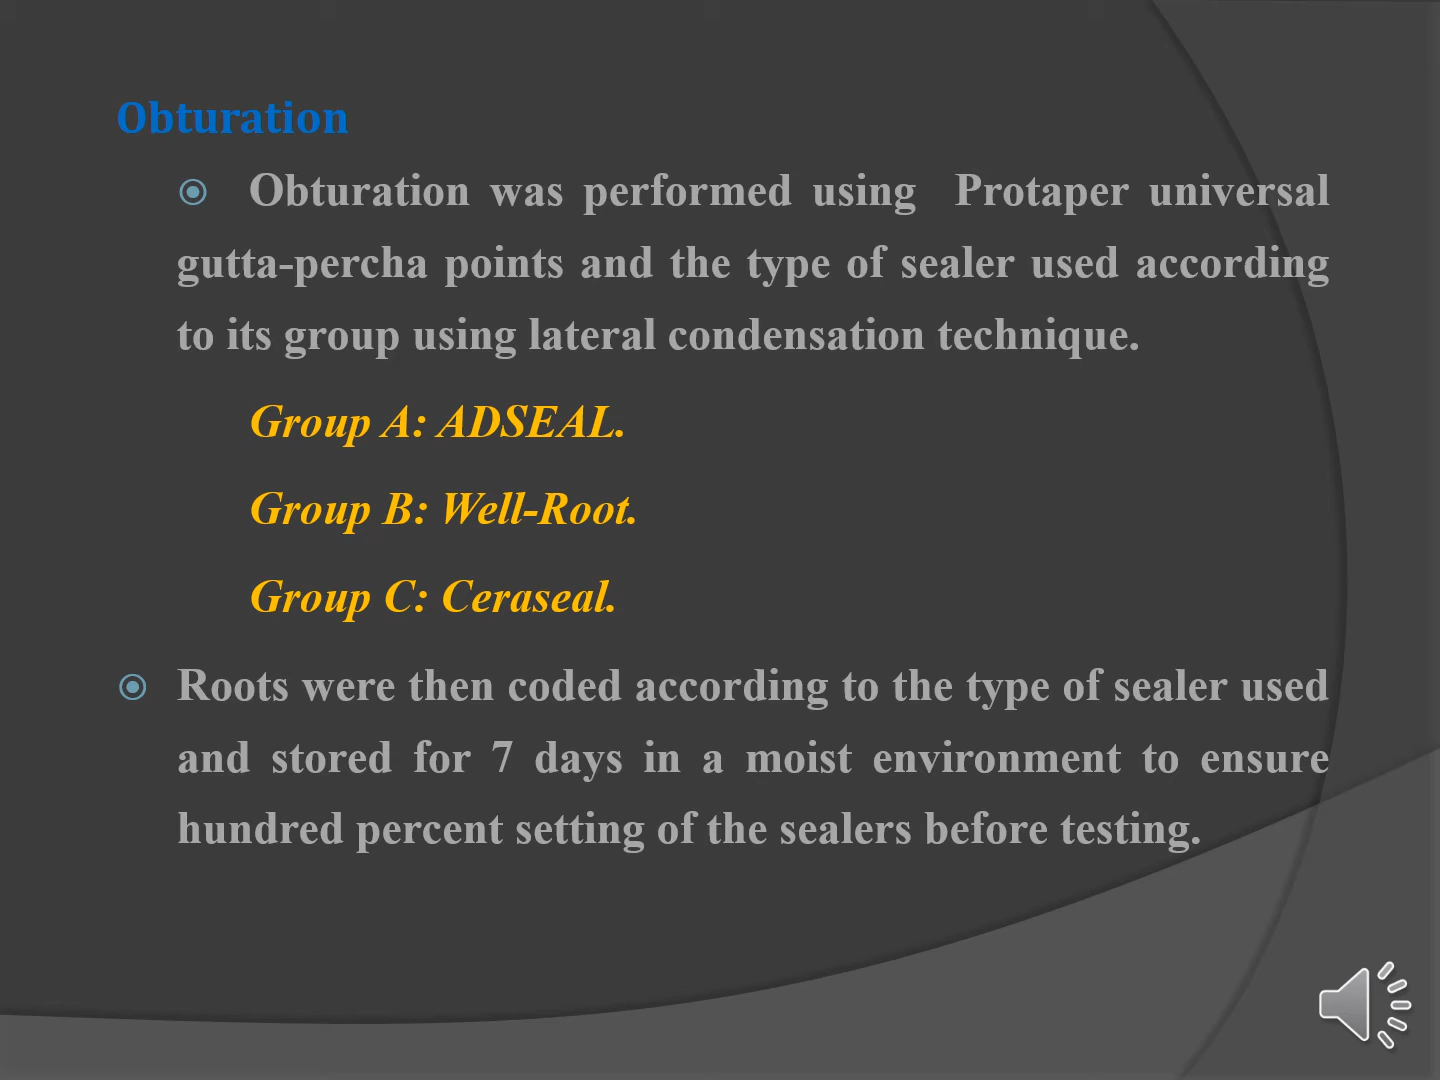 Obturation
Obturation was performed using Protaper universal
gutta-percha points and the type of sealer used according
to its group using lateral condensation technique.
Group A: ADSEAL.
Group B: Well-Root.
Group C: Ceraseal.
Roots were then coded according to the type of sealer used
and stored for 7 days in a moist environment to ensure
hundred percent setting of the sealers before testing.